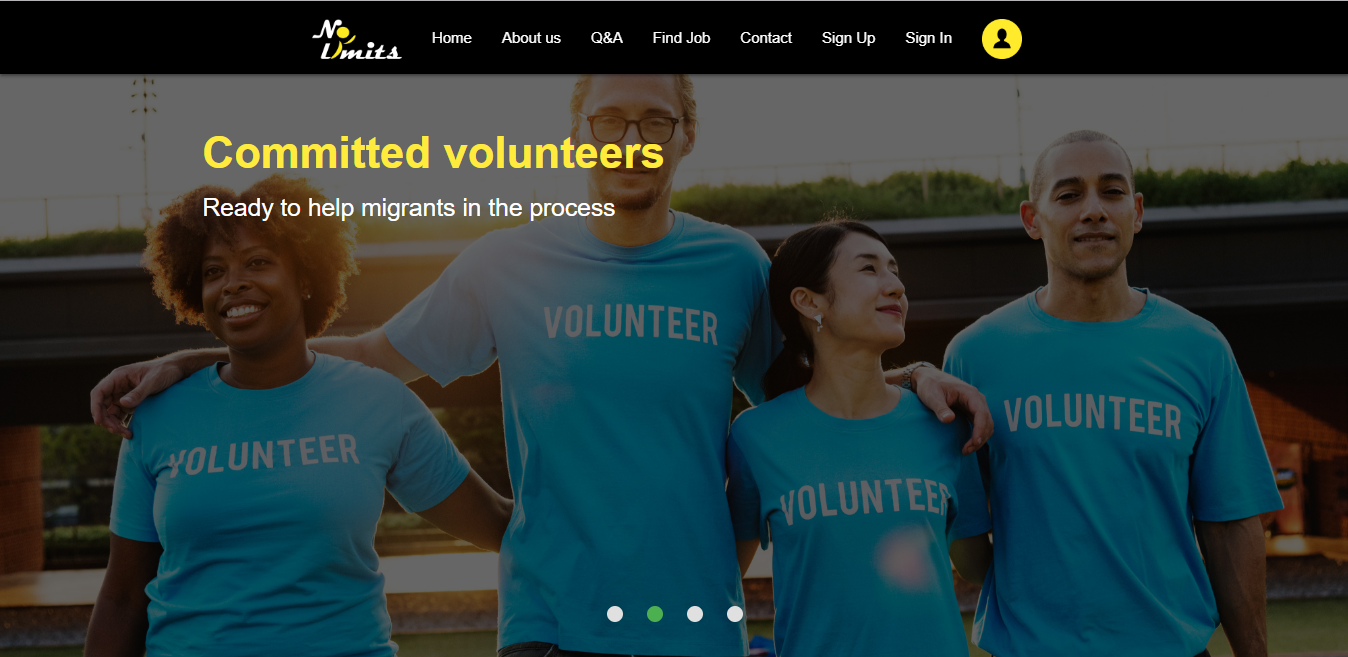 No
Limits
Home
About us
Q&A
Find Job
Contact
Sign Up
Sign In
Committed volunteers
Ready to help migrants in the process
VOLUNTEER
VOLUNTEER
VOLUNTEER
VOLUNTEER